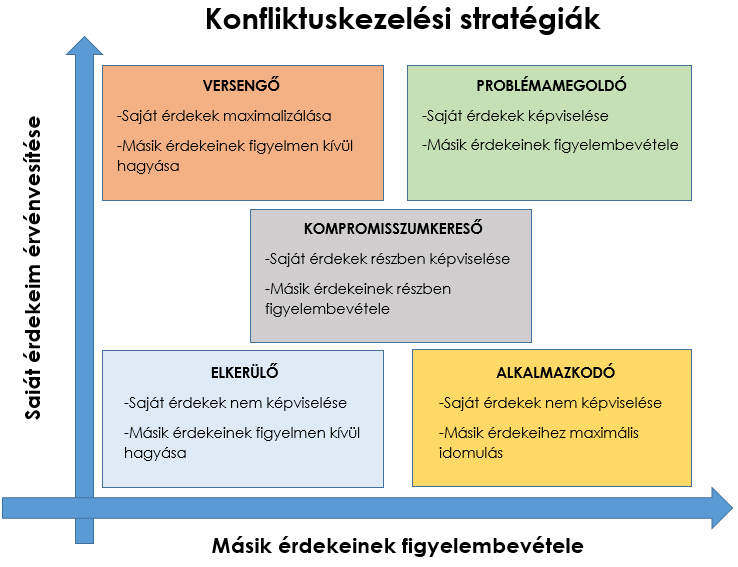 Konfliktuskezelési stratégiák
Saját érdekeim érvényesítése
VERSENGŐ
-Saját érdekek maximalizálása
-Másik érdekeinek figyelmen kívül
hagyása
PROBLÉMAMEGOLDÓ
-Saját érdekek képviselése
-Másik érdekeinek figyelembevétele
KOMPROMISSZUMKERESŐ
-Saját érdekek részben képviselése
-Másik érdekeinek részben
figyelembevétele
ELKERÜLŐ
-Saját érdekek nem képviselése
-Másik érdekeinek figyelmen kívül
hagyása
ALKALMAZKODÓ
-Saját érdekek nem képviselése
-Másik érdekeihez maximális
idomulás
Másik érdekeinek figyelembevétele